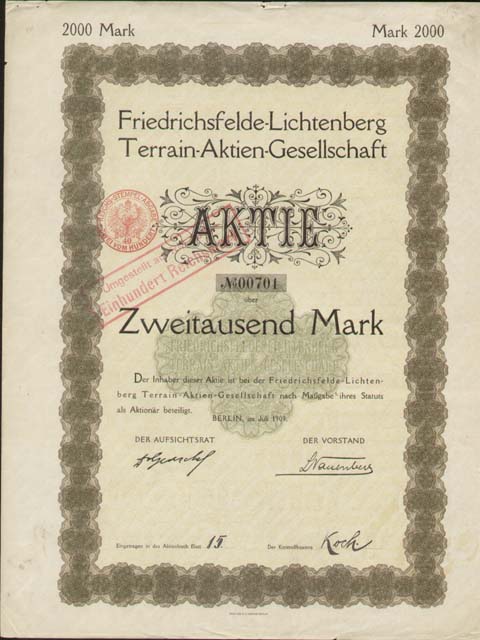 2000 Mark
Mark 2000
Friedrichsfelde-Lichtenberg
Terrain-Aktien-Gesellschaft
AKTIE
Umgestellt auf
Einhundert
№ 00701
über
Zweitausend Mark
Der Inhaber dieser Aktie ist bei der Friedrichsfelde-Lichten-
berg Terrain-Aktien-Gesellschaft nach Maßgabe ihres Statuts
als Aktionär beteiligt.
BERLIN, im Juli 1909.
DER AUFSICHTSRAT
DER VORSTAND
Eingetragen in das Aktienbuch Blatt 15.
Der Kontrollbeamte Koch.